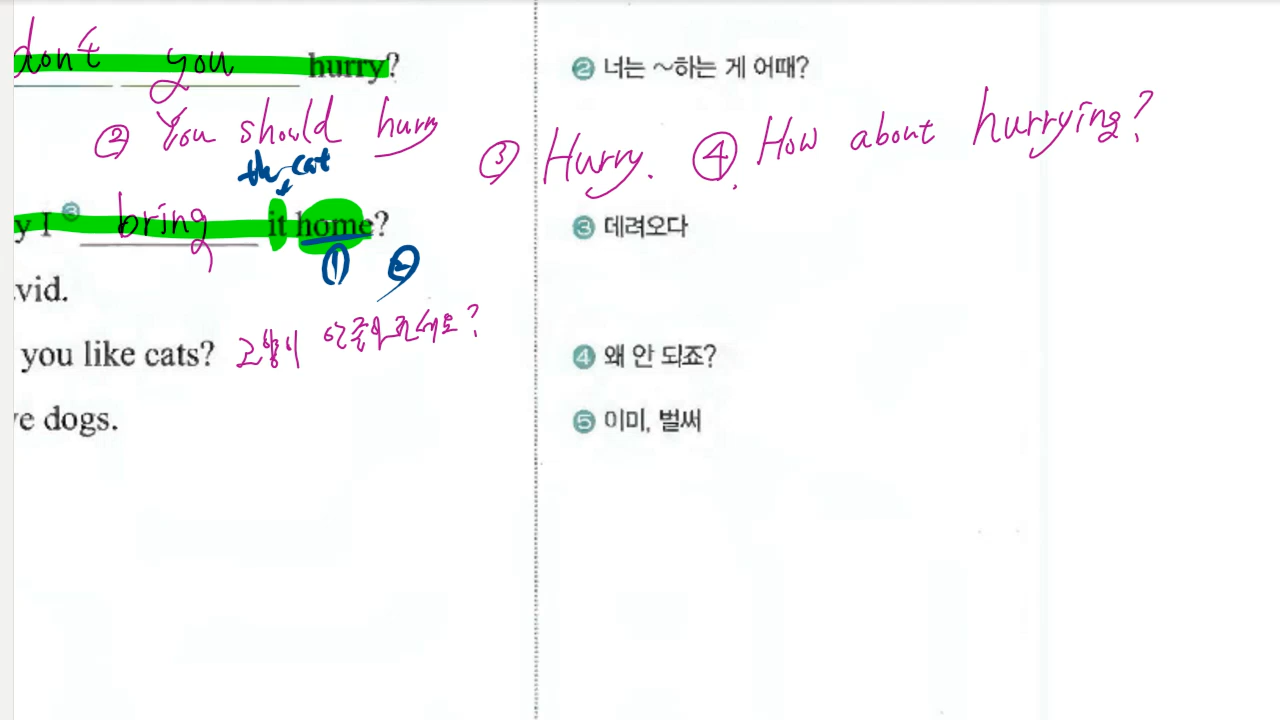 don't you hurry?
② 너는 ~하는 게 어때?
② You should hurry
③ Hurry. ④ How about hurrying?
the cat
y I ③ bring it home?
③ 데려오다
① ②
vid.
you like cats? 고양이 안좋아 하세요?
④ 왜 안 되죠?
e dogs.
⑤ 이미, 벌써